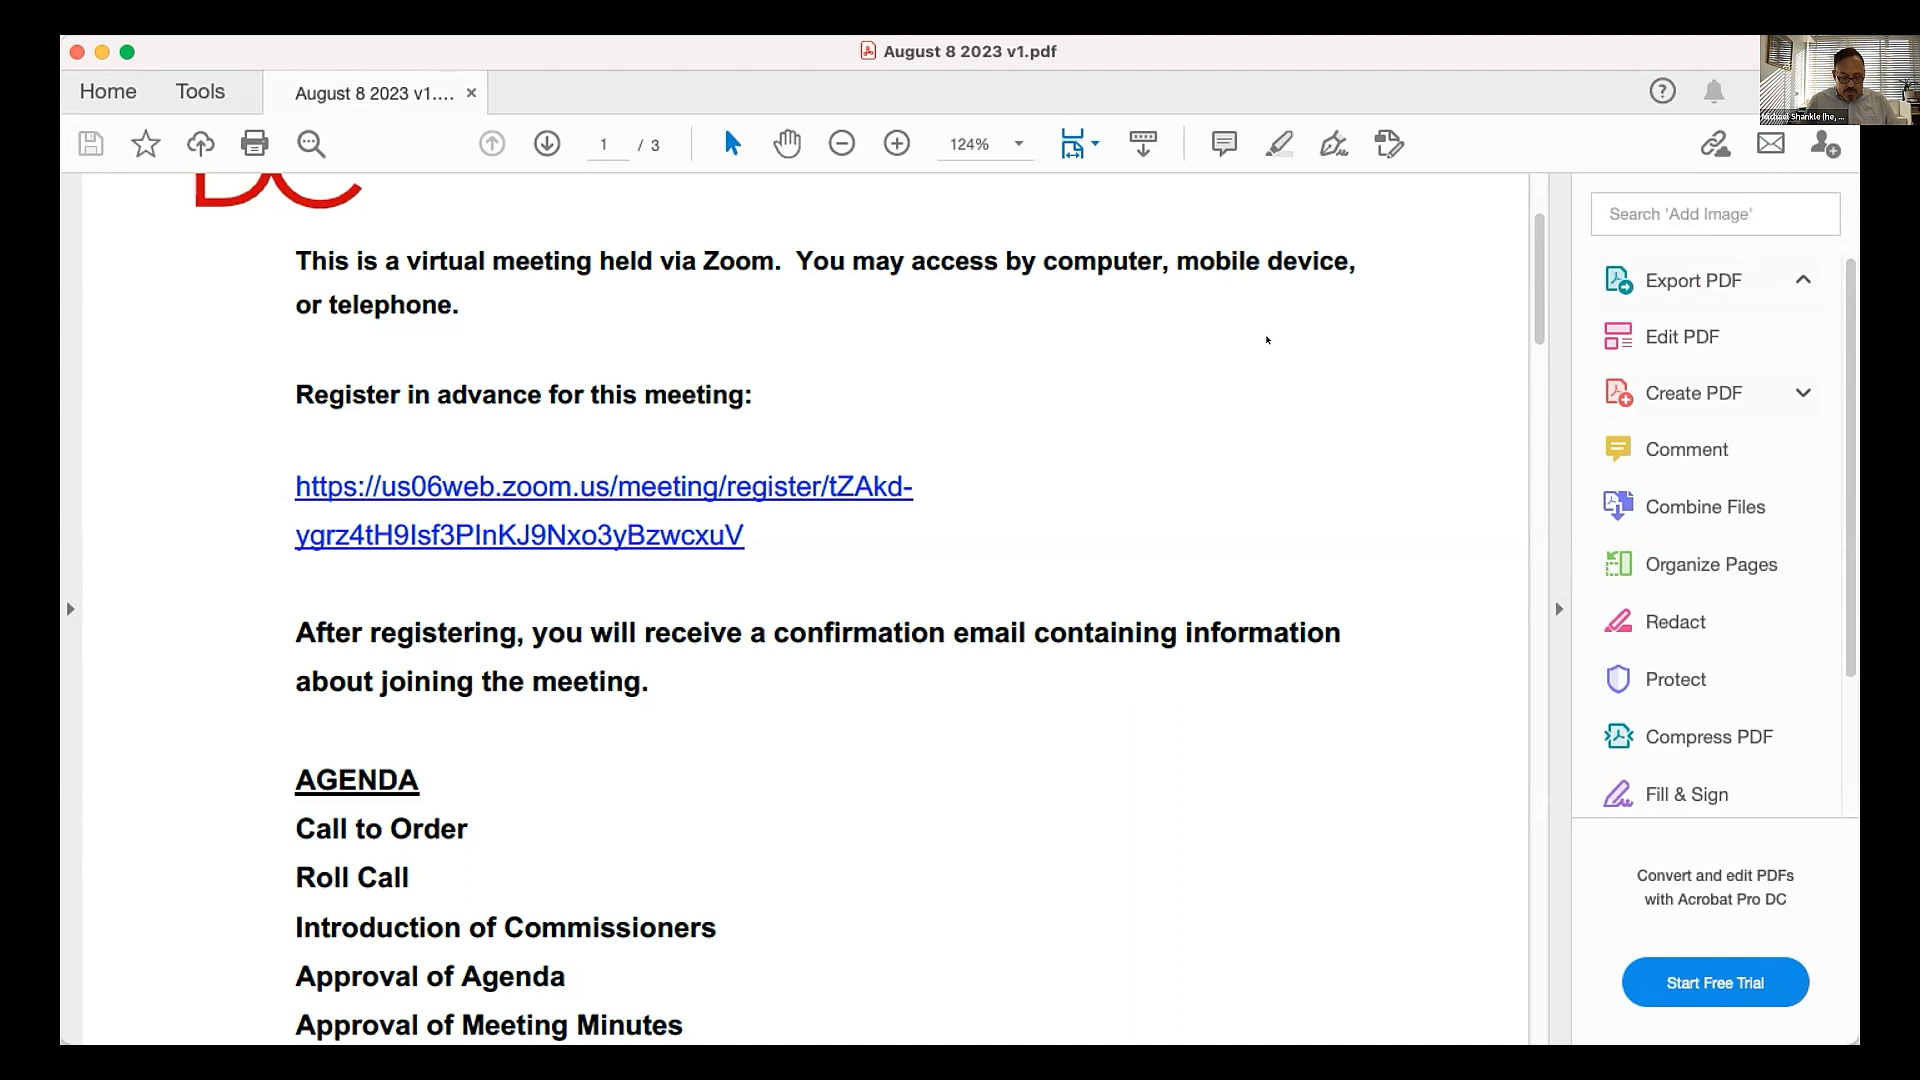 August 8 2023 v1.pdf
Home
Tools
August 8 2023 v1....
Michael Shankle (he, ...
1 / 3
124%
DC
This is a virtual meeting held via Zoom.  You may access by computer, mobile device,
or telephone.
Register in advance for this meeting:
https://us06web.zoom.us/meeting/register/tZAkd-
ygrz4tH9Isf3PInKJ9Nxo3yBzwcxuV
After registering, you will receive a confirmation email containing information
about joining the meeting.
AGENDA
Call to Order
Roll Call
Introduction of Commissioners
Approval of Agenda
Approval of Meeting Minutes
Search 'Add Image'
Export PDF
Edit PDF
Create PDF
Comment
Combine Files
Organize Pages
Redact
Protect
Compress PDF
Fill & Sign
Convert and edit PDFs
with Acrobat Pro DC
Start Free Trial